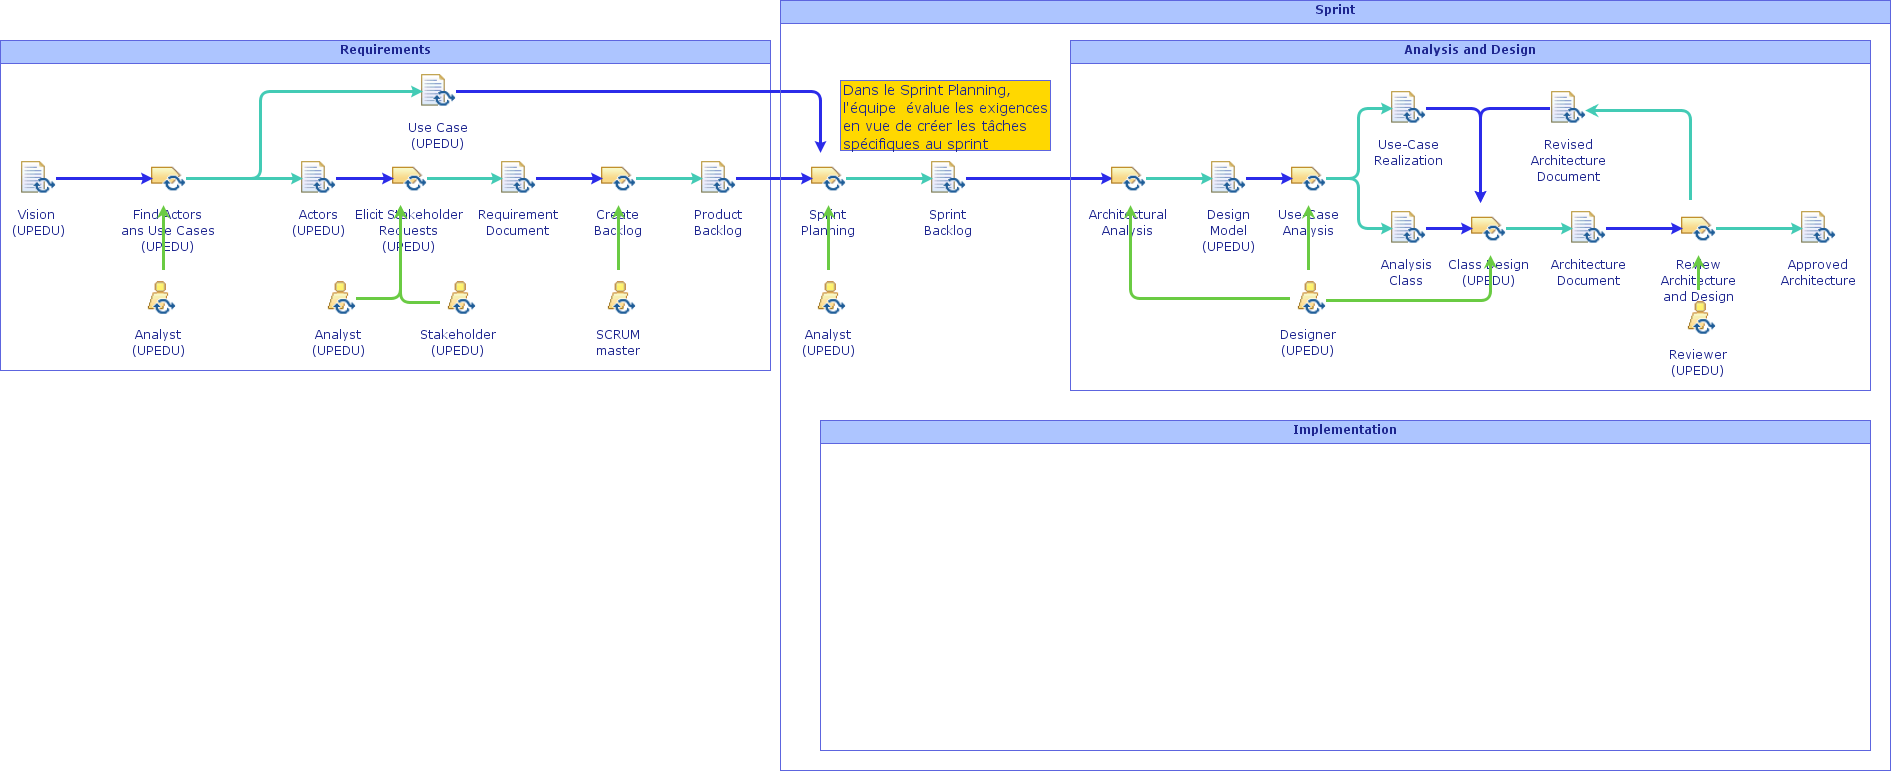 Sprint
Requirements
Analysis and Design
Dans le Sprint Planning,
l'équipe  évalue les exigences
en vue de créer les tâches
spécifiques au sprint
Use Case
(UPEDU)
Use-Case
Realization
Revised
Architecture
Document
Vision
(UPEDU)
Find Actors
ans Use Cases
(UPEDU)
Actors
(UPEDU)
Elicit Stakeholder
Requests
(UPEDU)
Requirement
Document
Create
Backlog
Product
Backlog
Sprint
Planning
Sprint
Backlog
Architectural
Analysis
Design
Model
(UPEDU)
Use-Case
Analysis
Analysis
Class
Class Design
(UPEDU)
Architecture
Document
Review
Architecture
and Design
Approved
Architecture
Analyst
(UPEDU)
Analyst
(UPEDU)
Stakeholder
(UPEDU)
SCRUM
master
Analyst
(UPEDU)
Designer
(UPEDU)
Reviewer
(UPEDU)
Implementation